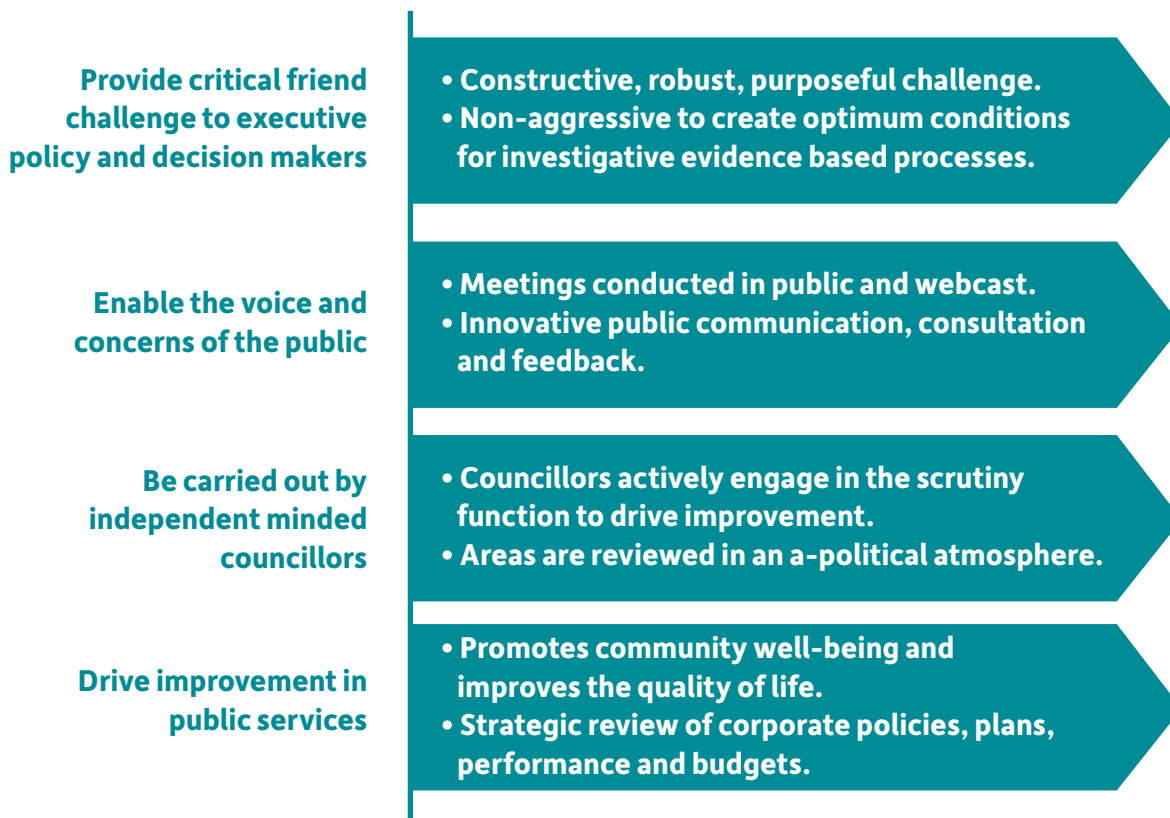 Provide critical friend
challenge to executive
policy and decision makers
• Constructive, robust, purposeful challenge.
• Non-aggressive to create optimum conditions
for investigative evidence based processes.
Enable the voice and
concerns of the public
• Meetings conducted in public and webcast.
• Innovative public communication, consultation
and feedback.
Be carried out by
independent minded
councillors
• Councillors actively engage in the scrutiny
function to drive improvement.
• Areas are reviewed in an a-political atmosphere.
Drive improvement in
public services
• Promotes community well-being and
improves the quality of life.
• Strategic review of corporate policies, plans,
performance and budgets.